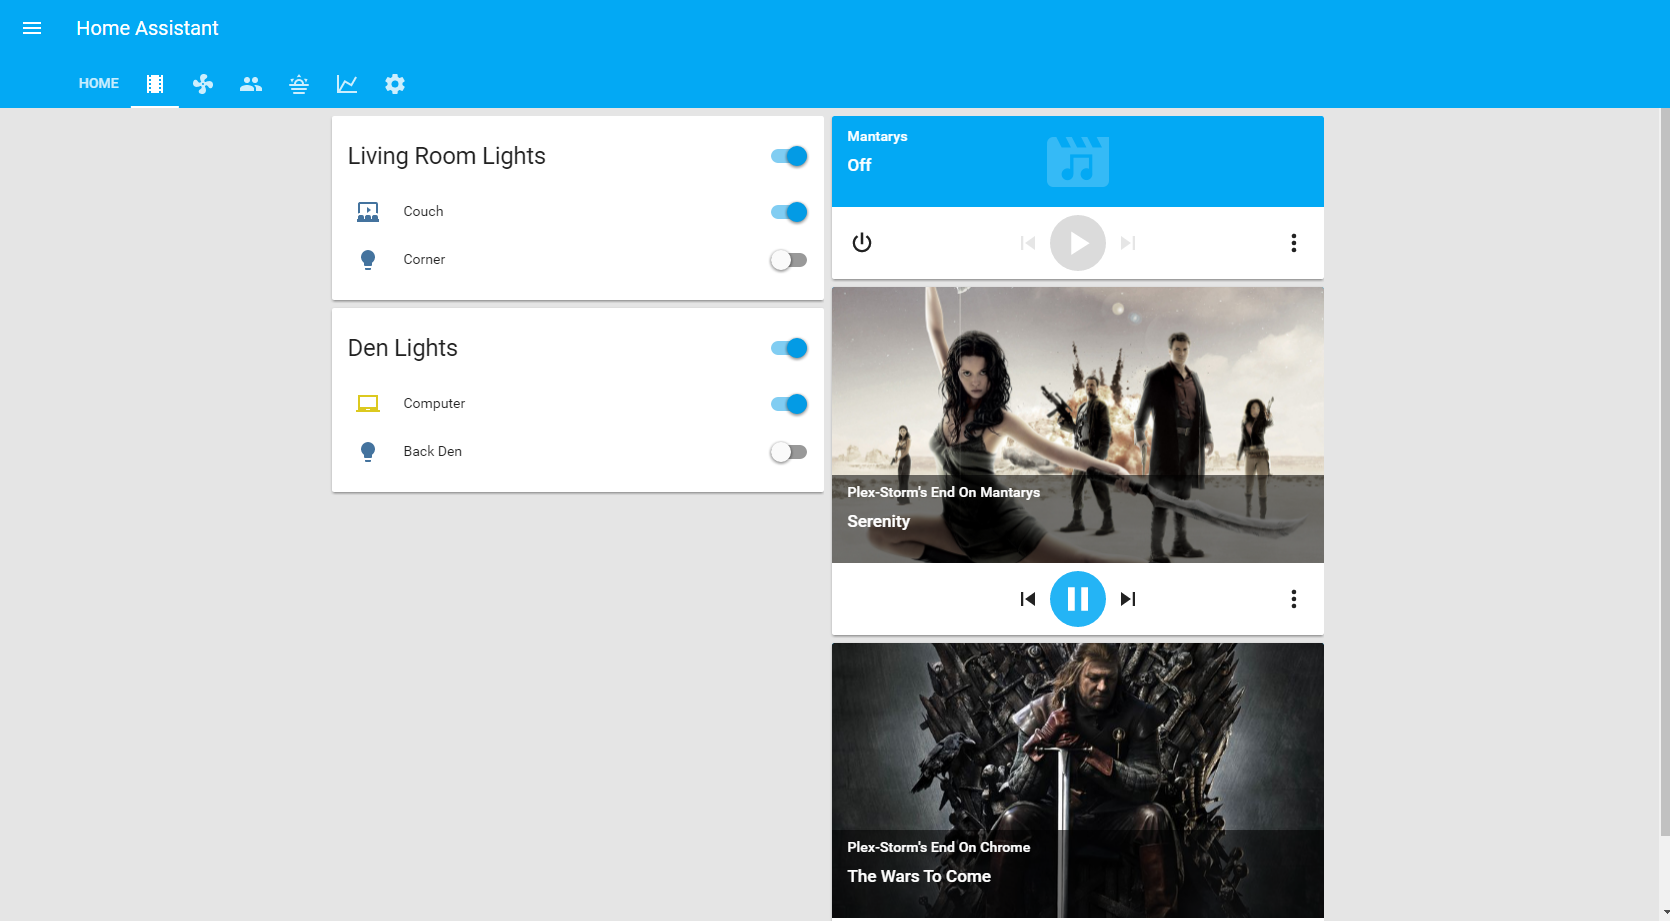 Home Assistant
HOME
Living Room Lights
Couch
Corner
Den Lights
Computer
Back Den
Mantarys
Off
Plex-Storm's End On Mantarys
Serenity
Plex-Storm's End On Chrome
The Wars To Come